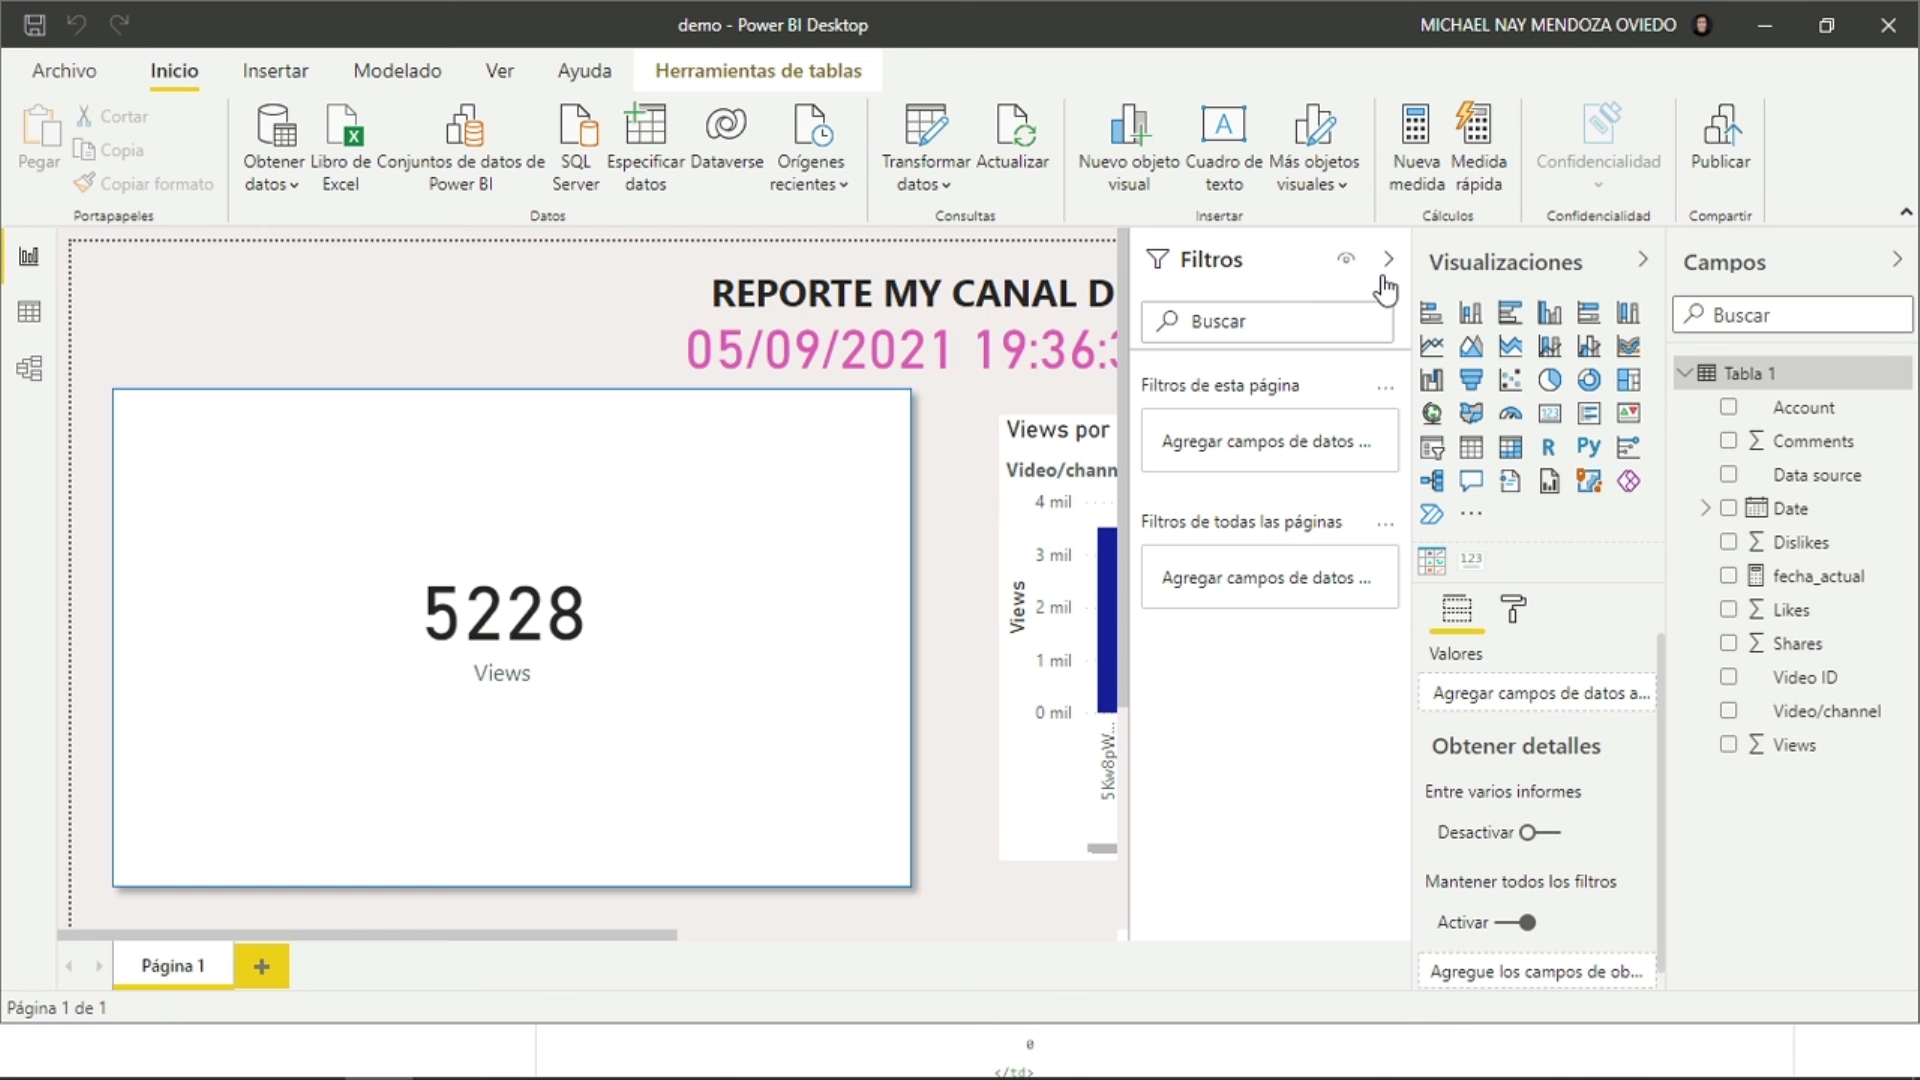 demo - Power BI Desktop
MICHAEL NAY MENDOZA OVIEDO
Archivo
Inicio
Insertar
Modelado
Ver
Ayuda
Herramientas de tablas
Pegar
Cortar
Copia
Copiar formato
Portapapeles
Obtener
datos
Libro de
Excel
Conjuntos de datos de
Power BI
SQL
Server
Especificar
datos
Dataverse
Orígenes
recientes
Datos
Transformar
datos
Actualizar
Consultas
Nuevo objeto
visual
Cuadro de
texto
Más objetos
visuales
Insertar
Nueva
medida
Medida
rápida
Cálculos
Confidencialidad
Confidencialidad
Publicar
Compartir
REPORTE MY CANAL D
05/09/2021 19:36:
5228
Views
Views por
Video/chann
4 mil
3 mil
2 mil
1 mil
0 mil
Views
5Kw8pW...
Filtros
Buscar
Filtros de esta página
...
Agregar campos de datos ...
Filtros de todas las páginas
...
Agregar campos de datos ...
Visualizaciones
R
Py
123
...
123
Valores
Agregar campos de datos a...
Obtener detalles
Entre varios informes
Desactivar
Mantener todos los filtros
Activar
Agregue los campos de ob...
Campos
Buscar
Tabla 1
Account
Comments
Data source
Date
Dislikes
fecha_actual
Likes
Shares
Video ID
Video/channel
Views
Página 1
+
Página 1 de 1
0
</td>